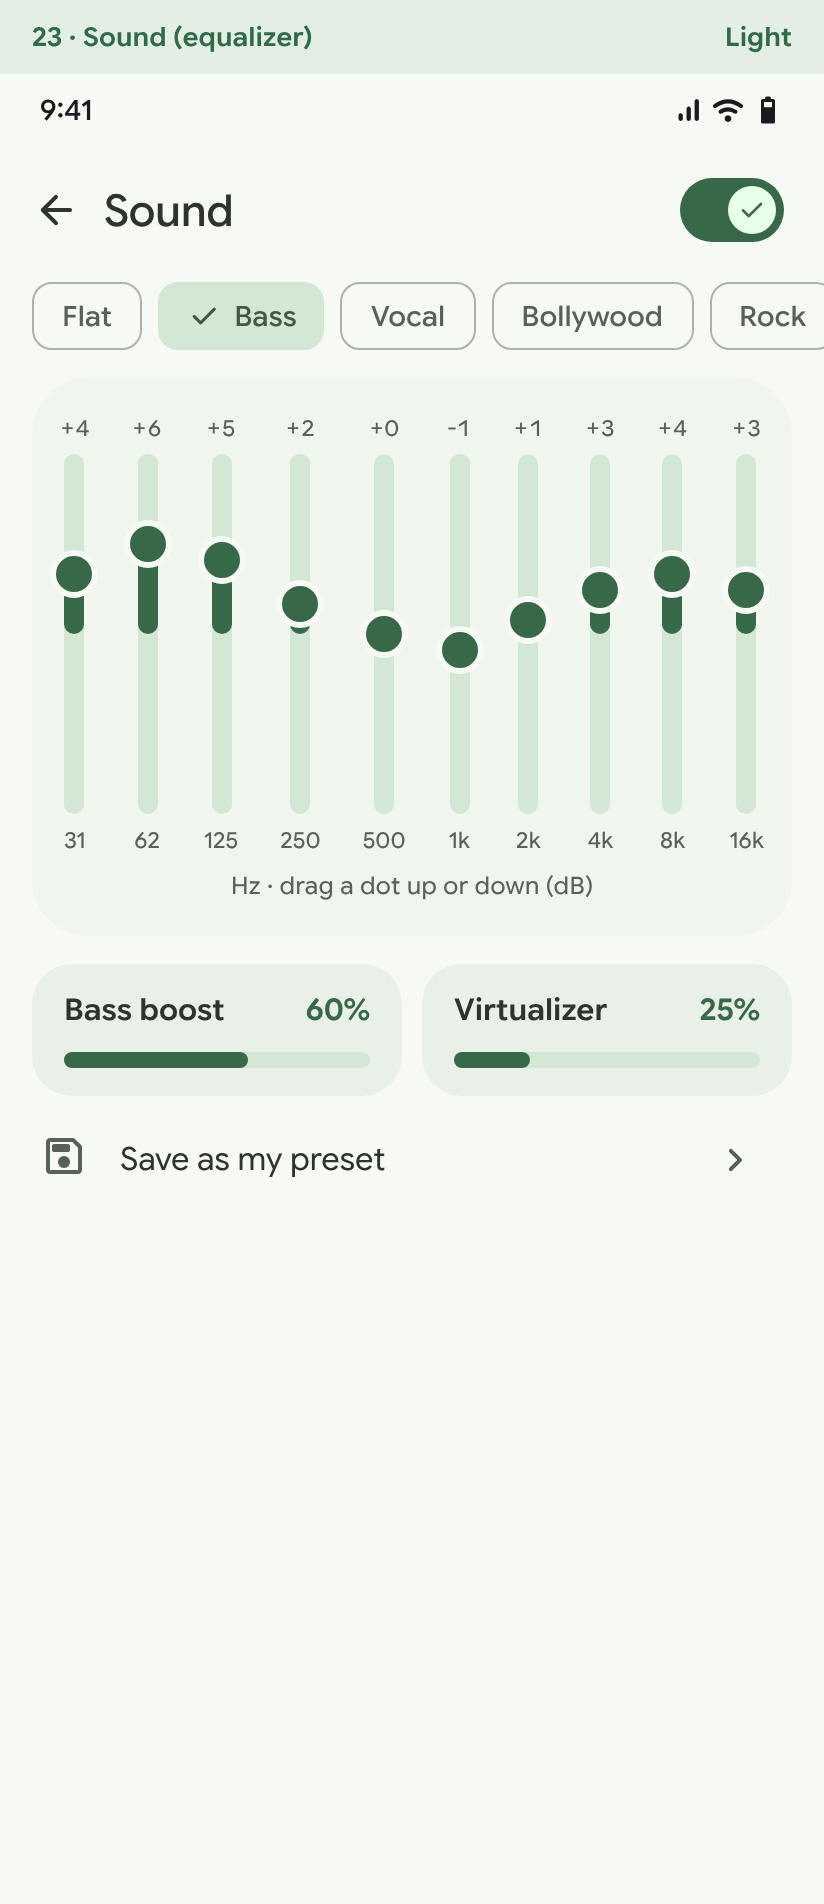 23 · Sound (equalizer) Light
9:41
Sound
Flat Bass Vocal Bollywood Rock
+4 +6 +5 +2 +0 -1 +1 +3 +4 +3
31 62 125 250 500 1k 2k 4k 8k 16k
Hz · drag a dot up or down (dB)
Bass boost 60% Virtualizer 25%
Save as my preset